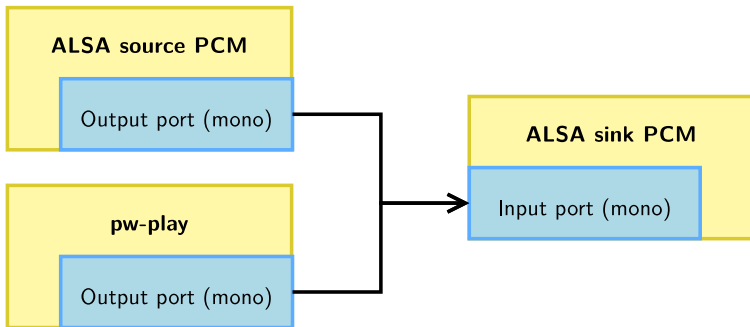 ALSA source PCM
Output port (mono)
pw-play
Output port (mono)
ALSA sink PCM
Input port (mono)